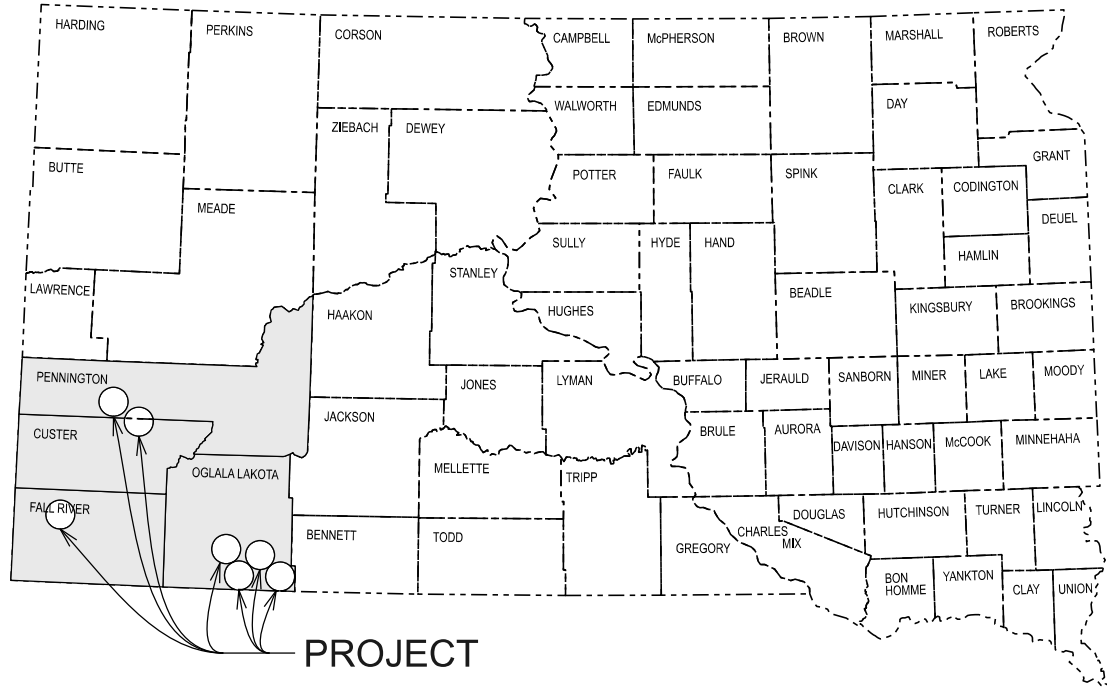 HARDING
PERKINS
CORSON
CAMPBELL
McPHERSON
BROWN
MARSHALL
ROBERTS
WALWORTH
EDMUNDS
DAY
ZIEBACH
DEWEY
BUTTE
POTTER
FAULK
SPINK
GRANT
CLARK
CODINGTON
MEADE
DEUEL
SULLY
HYDE
HAND
HAMLIN
STANLEY
LAWRENCE
BEADLE
HAAKON
HUGHES
KINGSBURY
BROOKINGS
PENNINGTON
JONES
LYMAN
BUFFALO
JERAULD
SANBORN
MINER
LAKE
MOODY
JACKSON
CUSTER
BRULE
AURORA
DAVISON
HANSON
McCOOK
MINNEHAHA
OGLALA LAKOTA
MELLETTE
TRIPP
FALL RIVER
DOUGLAS
HUTCHINSON
TURNER
LINCOLN
BENNETT
TODD
GREGORY
CHARLES
MIX
BON
HOMME
YANKTON
CLAY
UNION
PROJECT